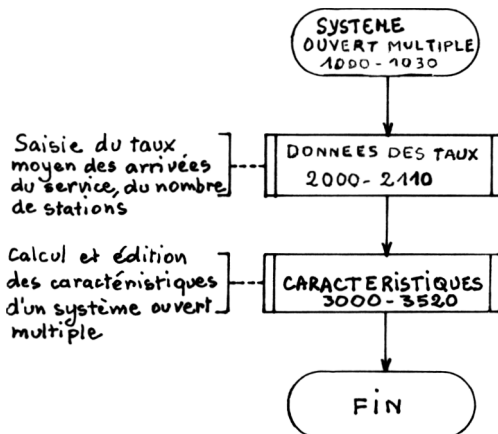 SYSTEME
OUVERT MULTIPLE
1000-1030
Saisie du taux
moyen des arrivées
du service, du nombre
de stations
DONNEES DES TAUX
2000-2110
Calcul et édition
des caractéristiques
d'un système ouvert
multiple
CARACTERISTIQUES
3000-3520
FIN